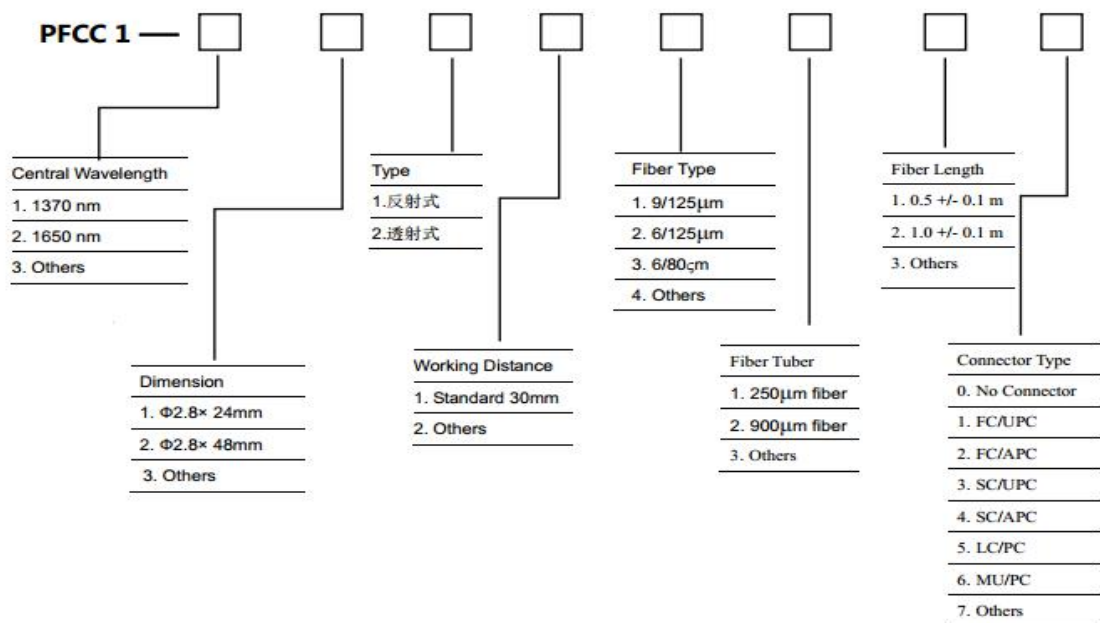 PFCC 1
Central Wavelength
1. 1370 nm
2. 1650 nm
3. Others
Dimension
1. Φ2.8× 24mm
2. Φ2.8× 48mm
3. Others
Type
1.反射式
2.透射式
Working Distance
1. Standard 30mm
2. Others
Fiber Type
1. 9/125μm
2. 6/125μm
3. 6/80ςm
4. Others
Fiber Tuber
1. 250μm fiber
2. 900μm fiber
3. Others
Fiber Length
1. 0.5 +/- 0.1 m
2. 1.0 +/- 0.1 m
3. Others
Connector Type
0. No Connector
1. FC/UPC
2. FC/APC
3. SC/UPC
4. SC/APC
5. LC/PC
6. MU/PC
7. Others